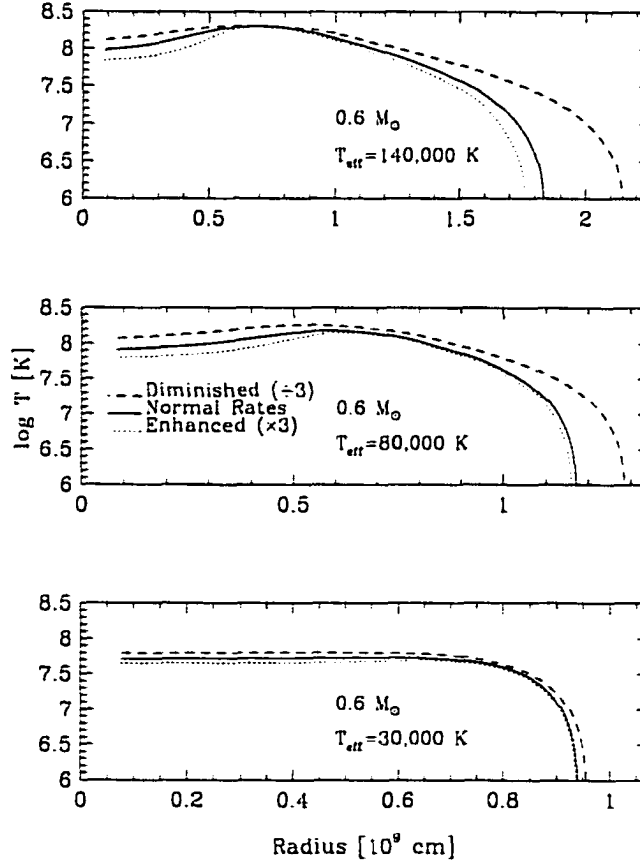 8.5
8
7.5
7
6.5
6
0.6 M⊙
T_eff=140,000 K
0 0.5 1 1.5 2
8.5
8
7.5
7
6.5
6
log T [K]
Diminished (÷3)
Normal Rates
Enhanced (×3)
0.6 M⊙
T_eff=80,000 K
0 0.5 1
8.5
8
7.5
7
6.5
6
0.6 M⊙
T_eff=30,000 K
0 0.2 0.4 0.6 0.8 1
Radius [10⁹ cm]